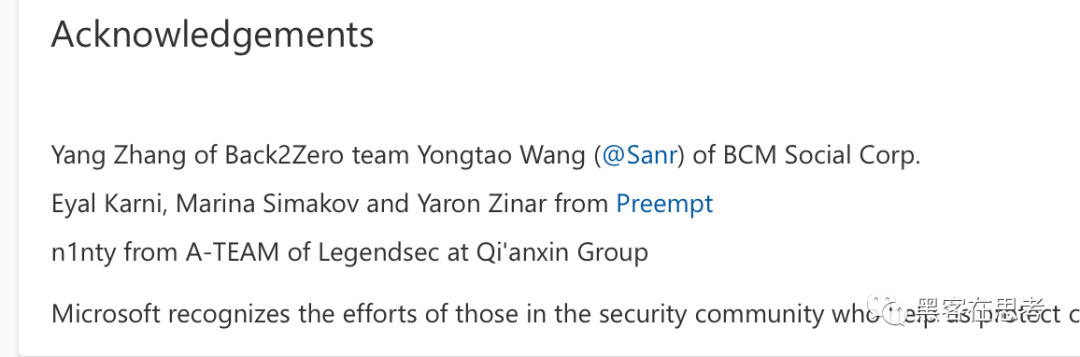 Acknowledgements
Yang Zhang of Back2Zero team Yongtao Wang (@Sanr) of BCM Social Corp.
Eyal Karni, Marina Simakov and Yaron Zinar from Preempt
n1nty from A-TEAM of Legendsec at Qi'anxin Group
Microsoft recognizes the efforts of those in the security community who help us protect c
黑客在思考